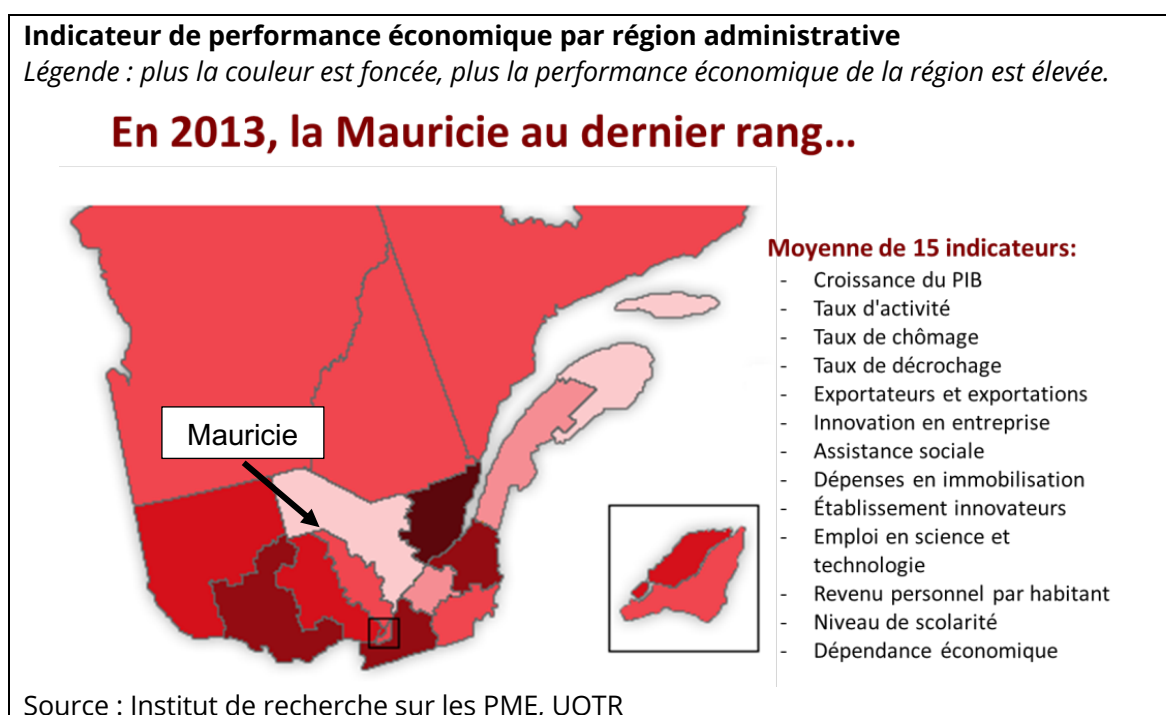 Indicateur de performance économique par région administrative
Légende : plus la couleur est foncée, plus la performance économique de la région est élevée.
En 2013, la Mauricie au dernier rang...
Mauricie
Moyenne de 15 indicateurs:
- Croissance du PIB
- Taux d'activité
- Taux de chômage
- Taux de décrochage
- Exportateurs et exportations
- Innovation en entreprise
- Assistance sociale
- Dépenses en immobilisation
- Établissement innovateurs
- Emploi en science et
technologie
- Revenu personnel par habitant
- Niveau de scolarité
- Dépendance économique
Source : Institut de recherche sur les PME, UQTR